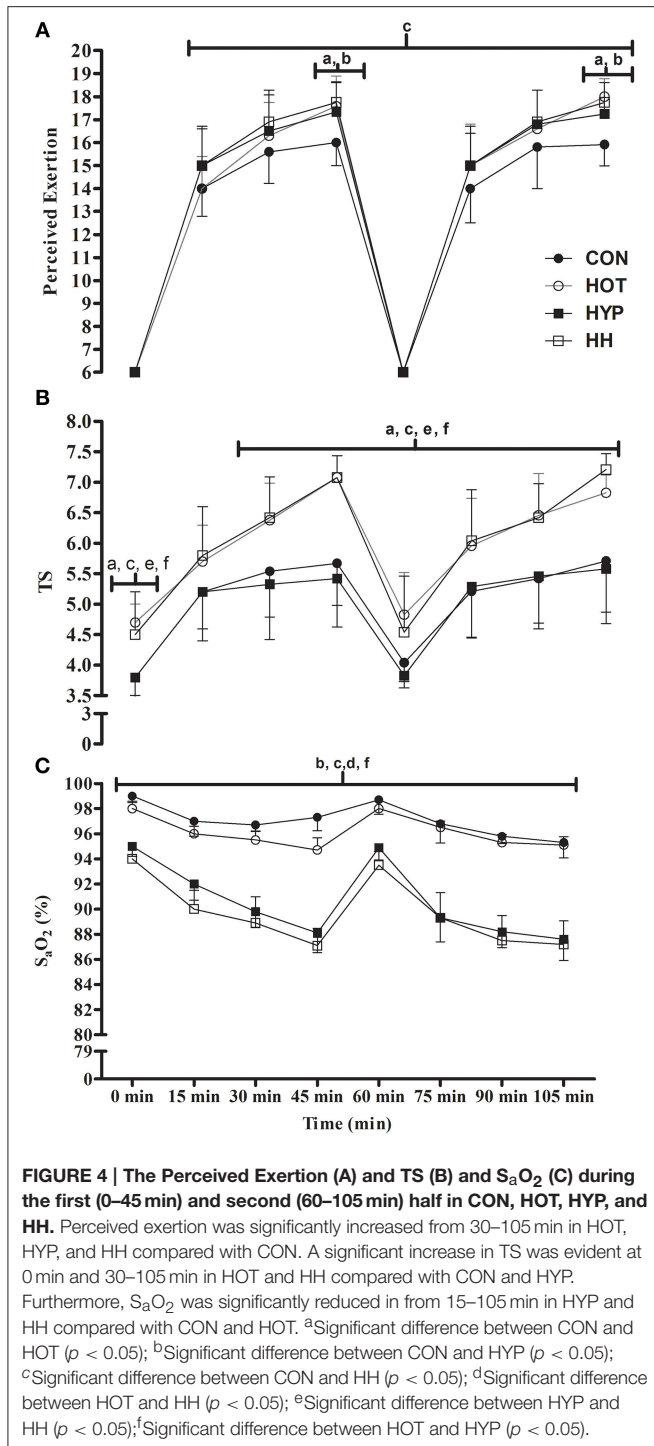 A
c
20
a, b
a, b
19
18
17
16
15
14
13
12
11
10
9
8
7
6
Perceived Exertion
CON
HOT
HYP
HH
B
8.0
a, c, e, f
7.5
7.0
6.5
6.0
5.5
a, c, e, f
5.0
4.5
4.0
3.5
3
0
TS
C
b, c,d, f
100
98
96
94
92
90
88
86
84
82
80
79
0
SaO2 (%)
0 min 15 min 30 min 45 min 60 min 75 min 90 min 105 min
Time (min)
FIGURE 4 | The Perceived Exertion (A) and TS (B) and SaO2 (C) during
the first (0–45 min) and second (60–105 min) half in CON, HOT, HYP, and
HH. Perceived exertion was significantly increased from 30–105 min in HOT,
HYP, and HH compared with CON. A significant increase in TS was evident at
0 min and 30–105 min in HOT and HH compared with CON and HYP.
Furthermore, SaO2 was significantly reduced in from 15–105 min in HYP and
HH compared with CON and HOT. aSignificant difference between CON and
HOT (p < 0.05); bSignificant difference between CON and HYP (p < 0.05);
cSignificant difference between CON and HH (p < 0.05); dSignificant difference
between HOT and HH (p < 0.05); eSignificant difference between HYP and
HH (p < 0.05);fSignificant difference between HOT and HYP (p < 0.05).